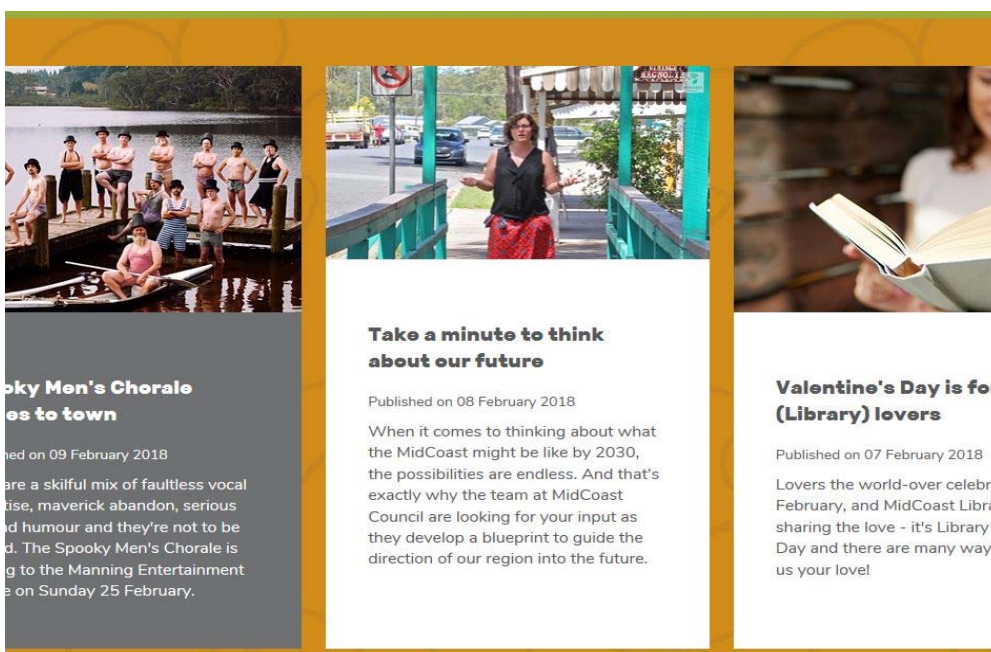 oky Men's Chorale
es to town
hed on 09 February 2018
are a skilful mix of faultless vocal
tise, maverick abandon, serious
d humour and they're not to be
d. The Spooky Men's Chorale is
g to the Manning Entertainment
e on Sunday 25 February.
Take a minute to think
about our future
Published on 08 February 2018
When it comes to thinking about what
the MidCoast might be like by 2030,
the possibilities are endless. And that's
exactly why the team at MidCoast
Council are looking for your input as
they develop a blueprint to guide the
direction of our region into the future.
Valentine's Day is fo
(Library) lovers
Published on 07 February 2018
Lovers the world-over celebr
February, and MidCoast Libra
sharing the love - it's Library
Day and there are many way
us your love!